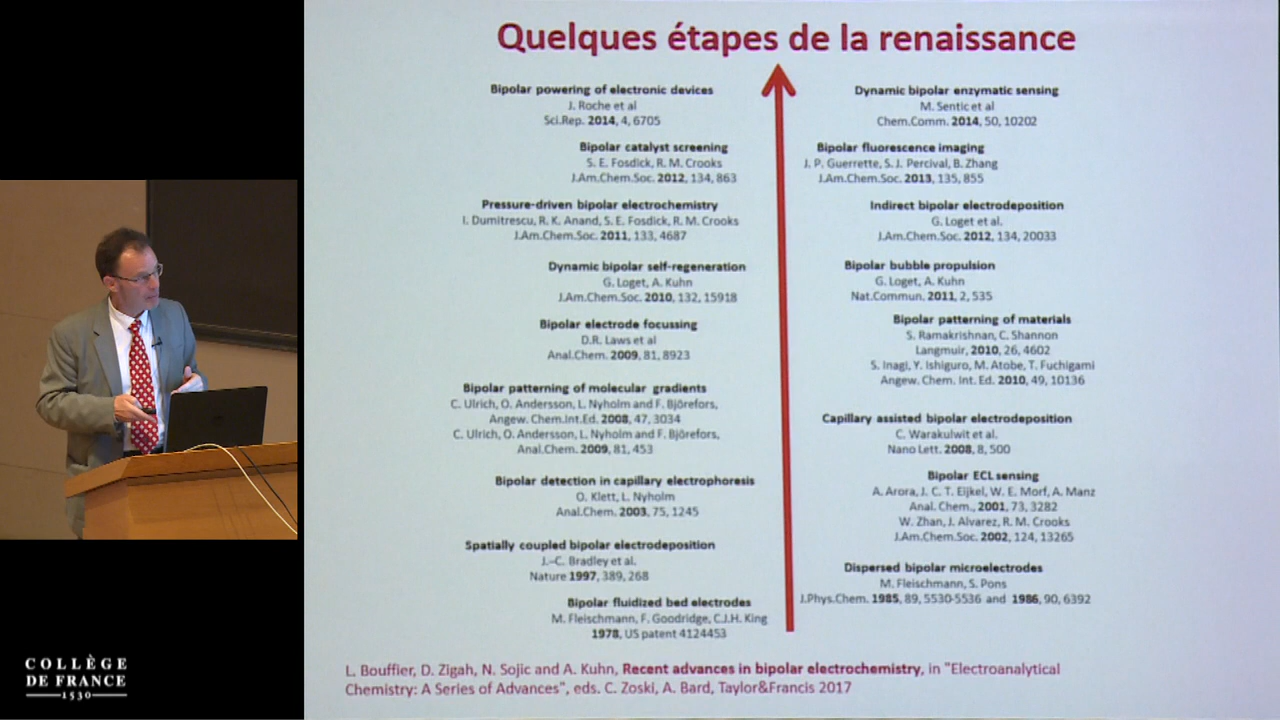 Quelques étapes de la renaissance
Bipolar powering of electronic devices
J. Roche et al
Sci.Rep. 2014, 4, 6705
Bipolar catalyst screening
S. E. Fosdick, R. M. Crooks
J.Am.Chem.Soc. 2012, 134, 863
Pressure-driven bipolar electrochemistry
I. Dumitrescu, R. K. Anand, S. E. Fosdick, R. M. Crooks
J.Am.Chem.Soc. 2011, 133, 4687
Dynamic bipolar self-regeneration
G. Loget, A. Kuhn
J.Am.Chem.Soc. 2010, 132, 15918
Bipolar electrode focussing
D.R. Laws et al
Anal.Chem. 2009, 81, 8923
Bipolar patterning of molecular gradients
C. Ulrich, O. Andersson, L. Nyholm and F. Björefors,
Angew. Chem.Int.Ed. 2008, 47, 3034
C. Ulrich, O. Andersson, L. Nyholm and F. Björefors,
Anal.Chem. 2009, 81, 453
Bipolar detection in capillary electrophoresis
O. Klett, L. Nyholm
Anal.Chem. 2003, 75, 1245
Spatially coupled bipolar electrodeposition
J.-C. Bradley et al.
Nature 1997, 389, 268
Bipolar fluidized bed electrodes
M. Fleischmann, F. Goodridge, C.J.H. King
1978, US patent 4124453
Dynamic bipolar enzymatic sensing
M. Sentic et al
Chem.Comm. 2014, 50, 10202
Bipolar fluorescence imaging
J. P. Guerrette, S. J. Percival, B. Zhang
J.Am.Chem.Soc. 2013, 135, 855
Indirect bipolar electrodeposition
G. Loget et al.
J.Am.Chem.Soc. 2012, 134, 20033
Bipolar bubble propulsion
G. Loget, A. Kuhn
Nat.Commun. 2011, 2, 535
Bipolar patterning of materials
S. Ramakrishnan, C. Shannon
Langmuir, 2010, 26, 4602
S. Inagi, Y. Ishiguro, M. Atobe, T. Fuchigami
Angew. Chem. Int. Ed. 2010, 49, 10136
Capillary assisted bipolar electrodeposition
C. Warakulwit et al.
Nano Lett. 2008, 8, 500
Bipolar ECL sensing
A. Arora, J. C. T. Eijkel, W. E. Morf, A. Manz
Anal. Chem., 2001, 73, 3282
W. Zhan, J. Alvarez, R. M. Crooks
J.Am.Chem.Soc. 2002, 124, 13265
Dispersed bipolar microelectrodes
M. Fleischmann, S. Pons
J.Phys.Chem. 1985, 89, 5530-5536 and 1986, 90, 6392
L. Bouffier, D. Zigah, N. Sojic and A. Kuhn, Recent advances in bipolar electrochemistry, in "Electroanalytical
Chemistry: A Series of Advances", eds. C. Zoski, A. Bard, Taylor&Francis 2017
COLLÈGE
DE FRANCE
1530